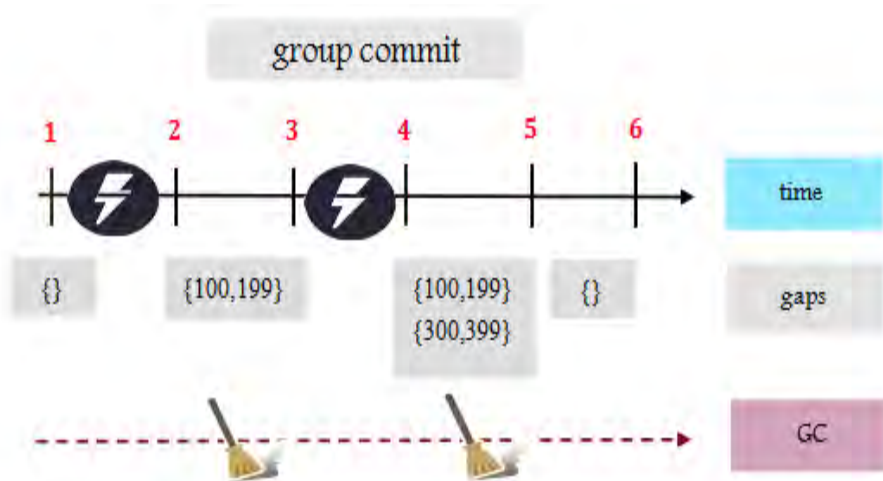 group commit
1 2 3 4 5 6
time
{} {100,199} {100,199} {} gaps
{300,399}
GC